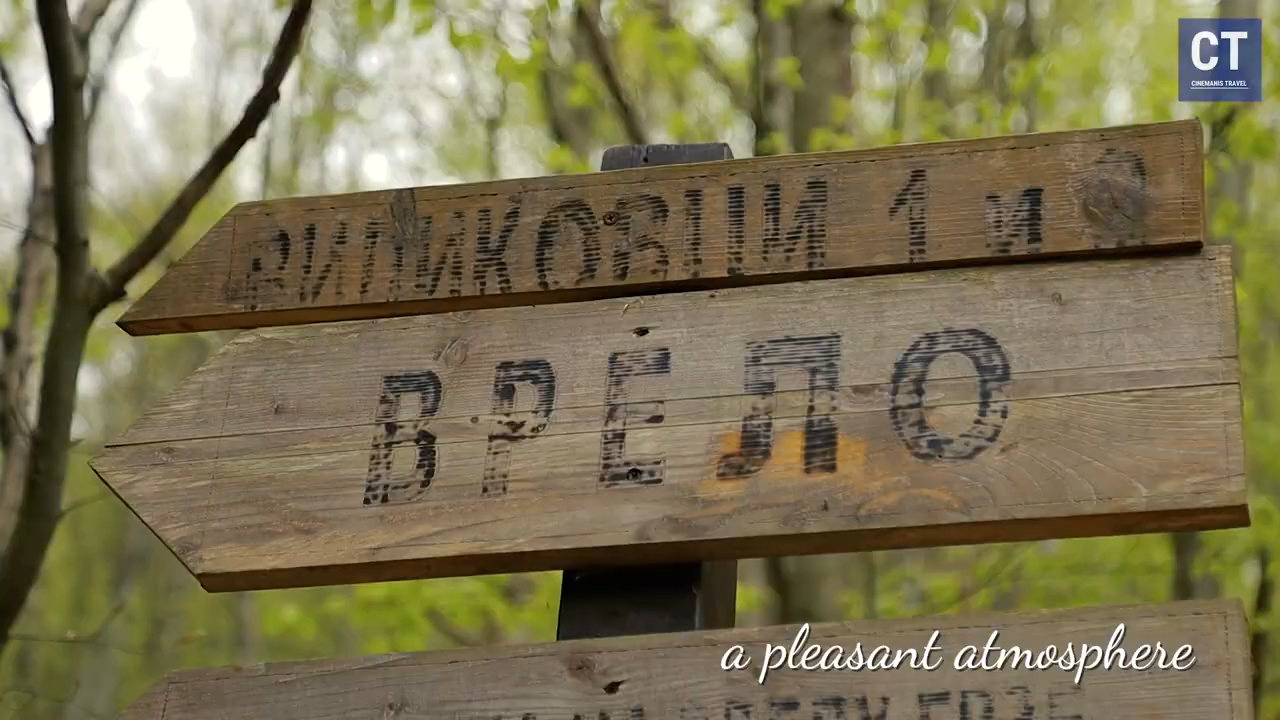 CT
CINEMANIS TRAVEL
ВИДИКОВЦИ 1 и 2
ВРЕЛО
a pleasant atmosphere